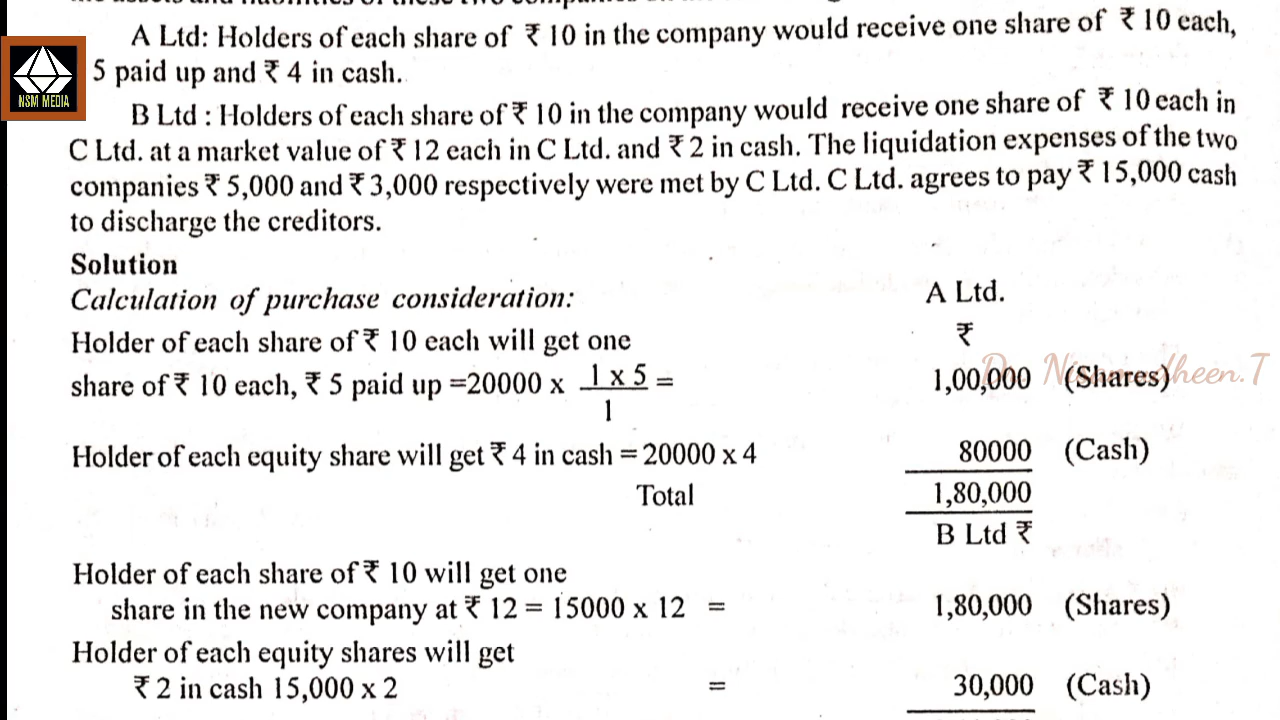 A Ltd: Holders of each share of ₹ 10 in the company would receive one share of ₹ 10 each,
5 paid up and ₹ 4 in cash.
NSM MEDIA
B Ltd : Holders of each share of ₹ 10 in the company would receive one share of ₹ 10 each in
C Ltd. at a market value of ₹ 12 each in C Ltd. and ₹ 2 in cash. The liquidation expenses of the two
companies ₹ 5,000 and ₹ 3,000 respectively were met by C Ltd. C Ltd. agrees to pay ₹ 15,000 cash
to discharge the creditors.
Solution
Calculation of purchase consideration: A Ltd.
Holder of each share of ₹ 10 each will get one ₹
share of ₹ 10 each, ₹ 5 paid up =20000 x 1 x 5 = 1,00,000 (Shares)
1
Holder of each equity share will get ₹ 4 in cash = 20000 x 4 80000 (Cash)
Total 1,80,000
B Ltd ₹
Holder of each share of ₹ 10 will get one
share in the new company at ₹ 12 = 15000 x 12 = 1,80,000 (Shares)
Holder of each equity shares will get
₹ 2 in cash 15,000 x 2 = 30,000 (Cash)